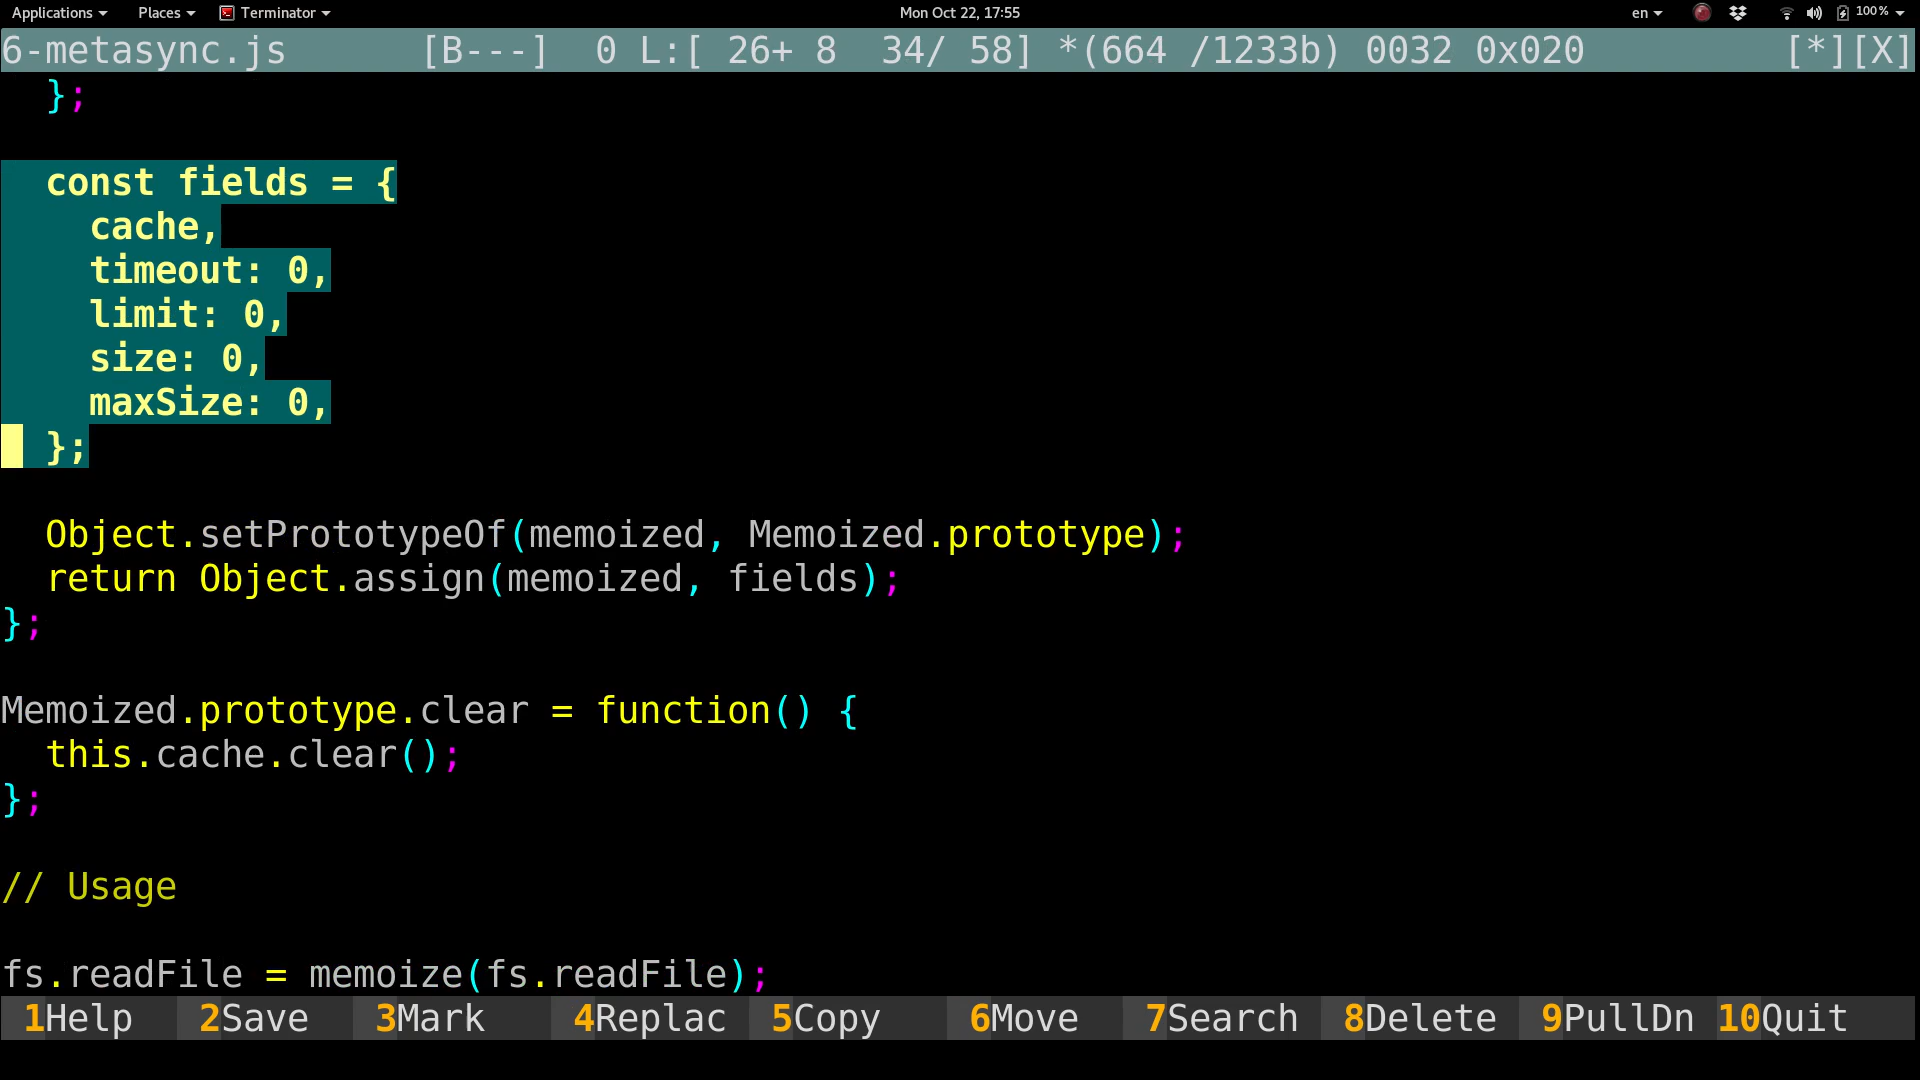 Applications Places Terminator Mon Oct 22, 17:55 en 100%
6-metasync.js [B---] 0 L:[ 26+ 8 34/ 58] *(664 /1233b) 0032 0x020 [*][X]
};
const fields = {
cache,
timeout: 0,
limit: 0,
size: 0,
maxSize: 0,
};
Object.setPrototypeOf(memoized, Memoized.prototype);
return Object.assign(memoized, fields);
};
Memoized.prototype.clear = function() {
this.cache.clear();
};
// Usage
fs.readFile = memoize(fs.readFile);
1Help 2Save 3Mark 4Replac 5Copy 6Move 7Search 8Delete 9PullDn 10Quit